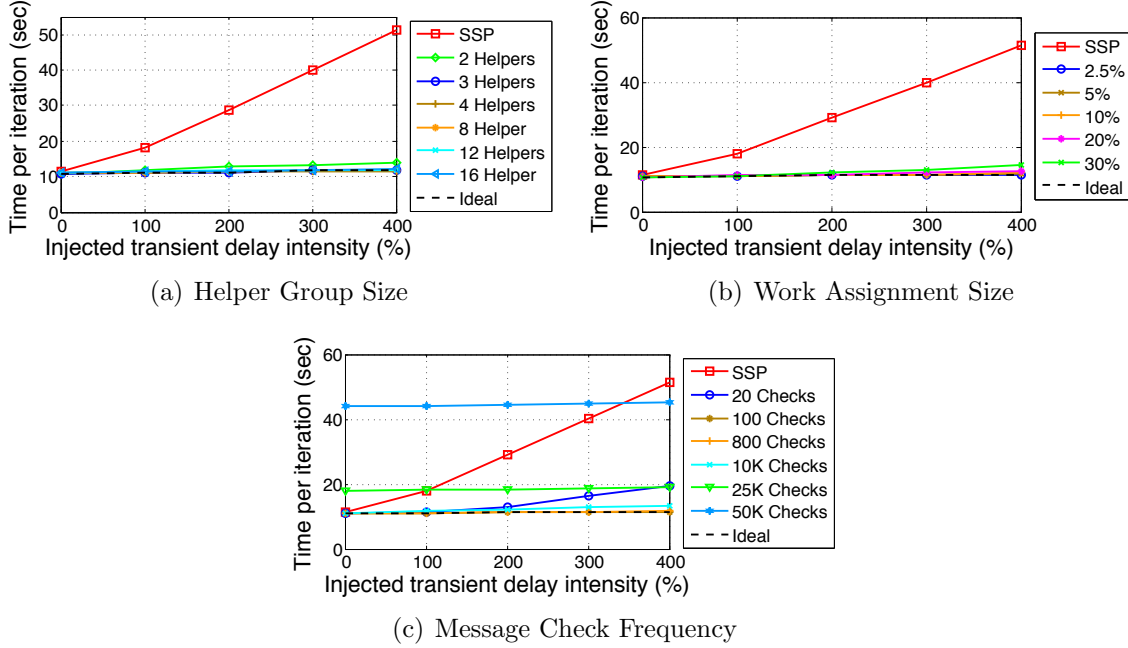 Time per iteration (sec)
50
40
30
20
10
0
0 100 200 300 400
Injected transient delay intensity (%)
SSP
2 Helpers
3 Helpers
4 Helpers
8 Helper
12 Helpers
16 Helper
Ideal
(a) Helper Group Size
Time per iteration (sec)
60
40
20
0
0 100 200 300 400
Injected transient delay intensity (%)
SSP
2.5%
5%
10%
20%
30%
Ideal
(b) Work Assignment Size
Time per iteration (sec)
60
40
20
0
0 100 200 300 400
Injected transient delay intensity (%)
SSP
20 Checks
100 Checks
800 Checks
10K Checks
25K Checks
50K Checks
Ideal
(c) Message Check Frequency